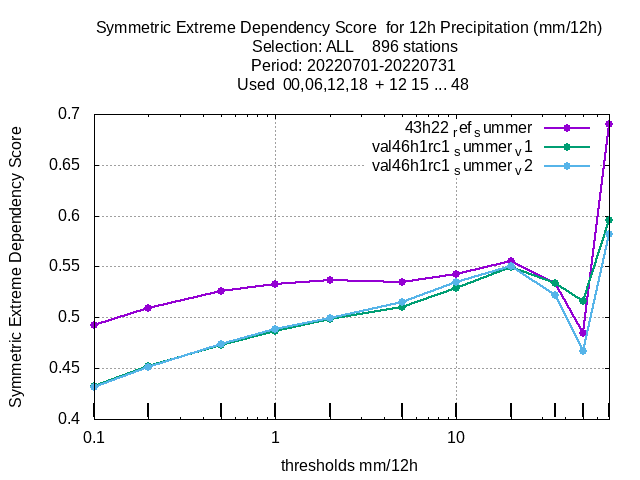 Symmetric Extreme Dependency Score  for 12h Precipitation (mm/12h)
Selection: ALL    896 stations
Period: 20220701-20220731
Used  00,06,12,18  + 12 15 ... 48
Symmetric Extreme Dependency Score
0.7
0.65
0.6
0.55
0.5
0.45
0.4
43h22 ref summer
val46h1rc1 summer v1
val46h1rc1 summer v2
0.1
1
10
thresholds mm/12h